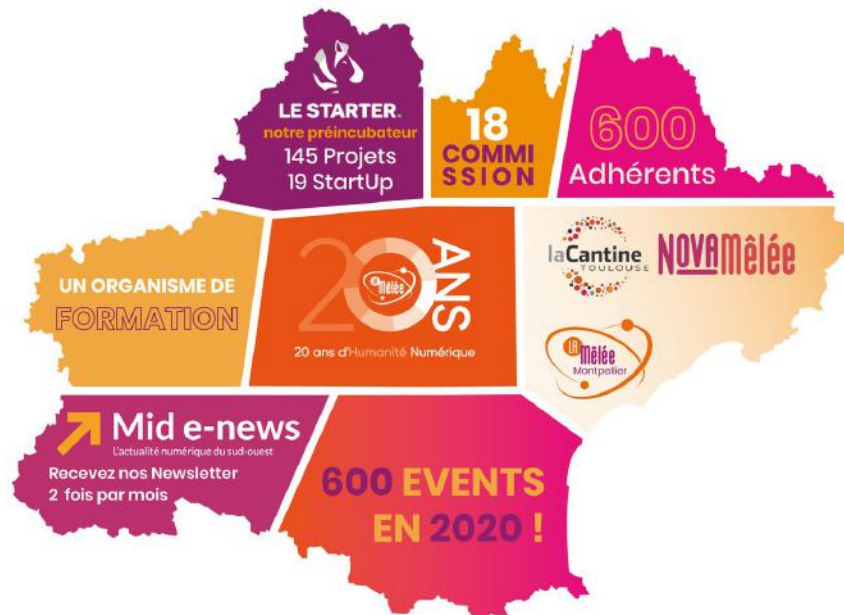 LE STARTER.
notre préincubateur
145 Projets
19 StartUp
18
COMMI
SSION
600
Adhérents
UN ORGANISME DE
FORMATION
20 ANS
La Mêlée
20 ans d'Humanité Numérique
laCantine
TOULOUSE
NOVAMêlée
LA
Mêlée
Montpellier
Mid e-news
L'actualité numérique du sud-ouest
Recevez nos Newsletter
2 fois par mois
600 EVENTS
EN 2020 !